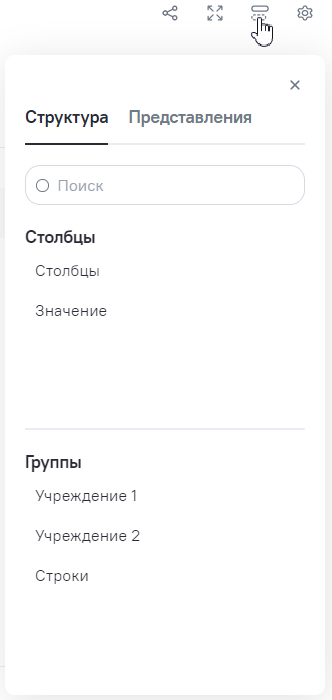 Структура Представления
Поиск
Столбцы
Столбцы
Значение
Группы
Учреждение 1
Учреждение 2
Строки